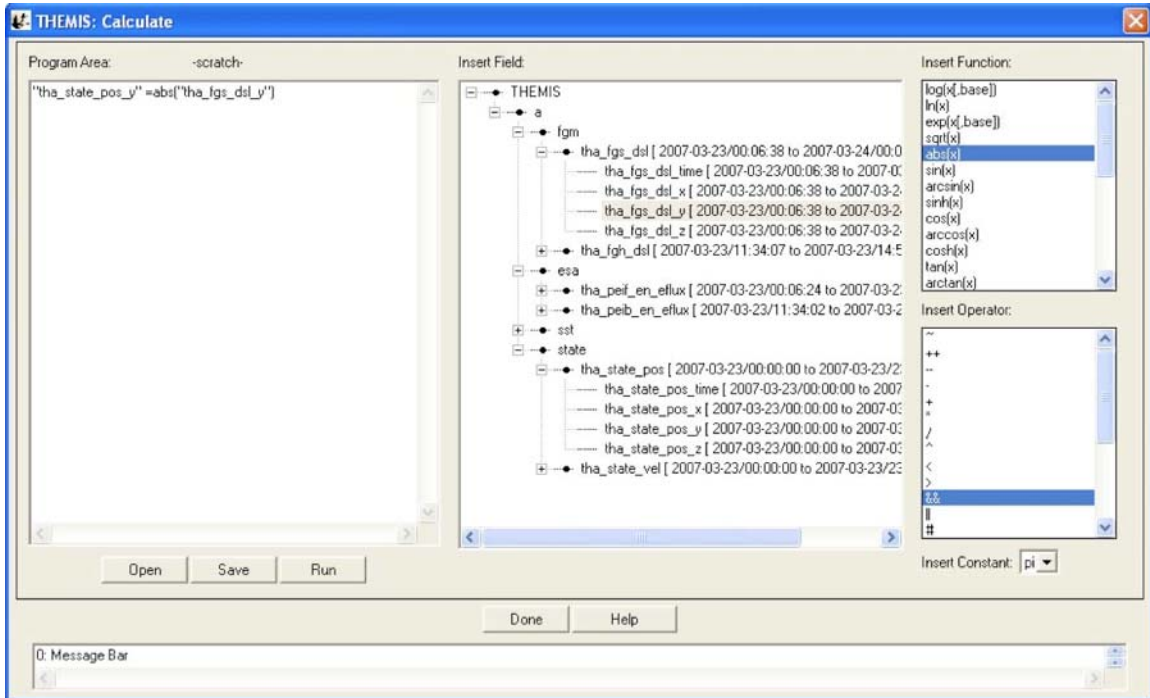 THEMIS: Calculate
Program Area: -scratch-
"tha_state_pos_y" =abs("tha_fgs_dsl_y")
Open Save Run
Insert Field:
THEMIS
a
fgm
tha_fgs_dsl [ 2007-03-23/00:06:38 to 2007-03-24/00:0
tha_fgs_dsl_time [ 2007-03-23/00:06:38 to 2007-0
tha_fgs_dsl_x [ 2007-03-23/00:06:38 to 2007-03-2
tha_fgs_dsl_y [ 2007-03-23/00:06:38 to 2007-03-2
tha_fgs_dsl_z [ 2007-03-23/00:06:38 to 2007-03-2
tha_fgh_dsl [ 2007-03-23/11:34:07 to 2007-03-23/14:5
esa
tha_peif_en_eflux [ 2007-03-23/00:06:24 to 2007-03-2
tha_peib_en_eflux [ 2007-03-23/11:34:02 to 2007-03-2
sst
state
tha_state_pos [ 2007-03-23/00:00:00 to 2007-03-23/2
tha_state_pos_time [ 2007-03-23/00:00:00 to 2007
tha_state_pos_x [ 2007-03-23/00:00:00 to 2007-03
tha_state_pos_y [ 2007-03-23/00:00:00 to 2007-03
tha_state_pos_z [ 2007-03-23/00:00:00 to 2007-03
tha_state_vel [ 2007-03-23/00:00:00 to 2007-03-23/23
Insert Function:
log(x[,base])
ln(x)
exp(x[,base])
sqrt(x)
abs(x)
sin(x)
arcsin(x)
sinh(x)
cos(x)
arccos(x)
cosh(x)
tan(x)
arctan(x)
Insert Operator:
~
++
--
-
+
*
/
^
<
>
&&
||
#
Insert Constant: pi
Done Help
0: Message Bar